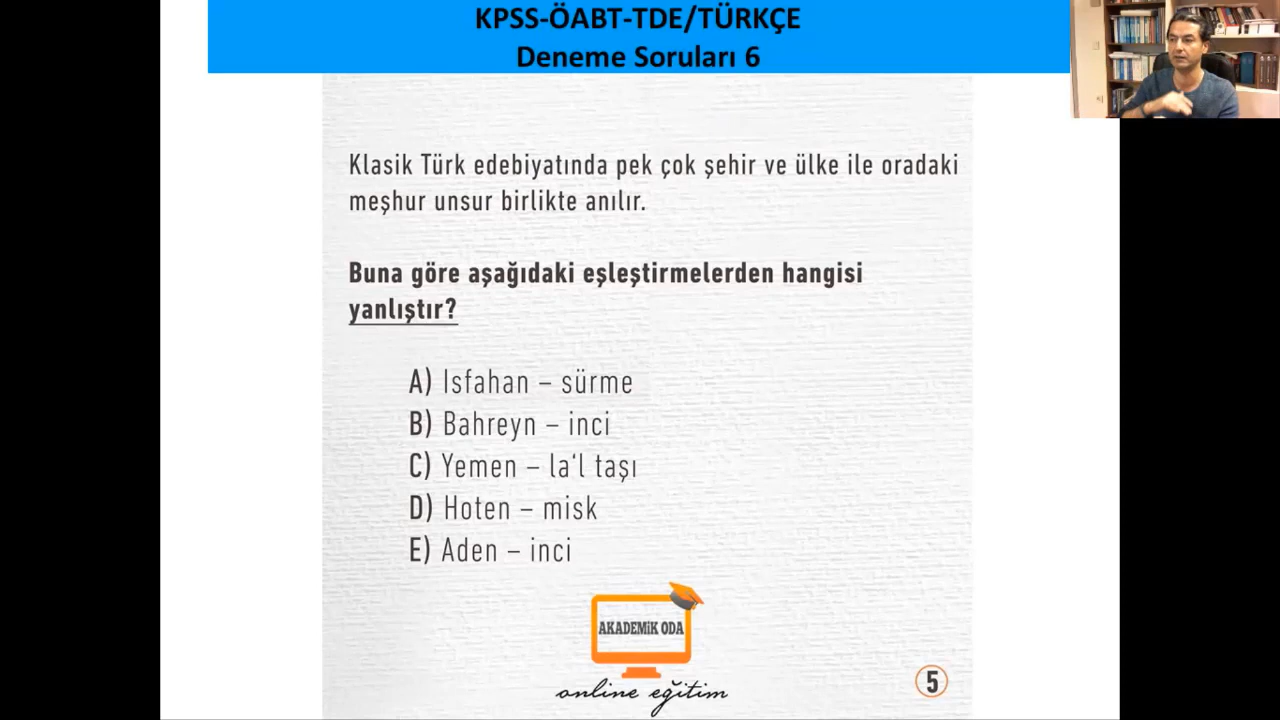 KPSS-ÖABT-TDE/TÜRKÇE
Deneme Soruları 6
Klasik Türk edebiyatında pek çok şehir ve ülke ile oradaki
meşhur unsur birlikte anılır.
Buna göre aşağıdaki eşleştirmelerden hangisi
yanlıştır?
A) Isfahan – sürme
B) Bahreyn – inci
C) Yemen – la‘l taşı
D) Hoten – misk
E) Aden – inci
AKADEMİK ODA
online eğitim
5